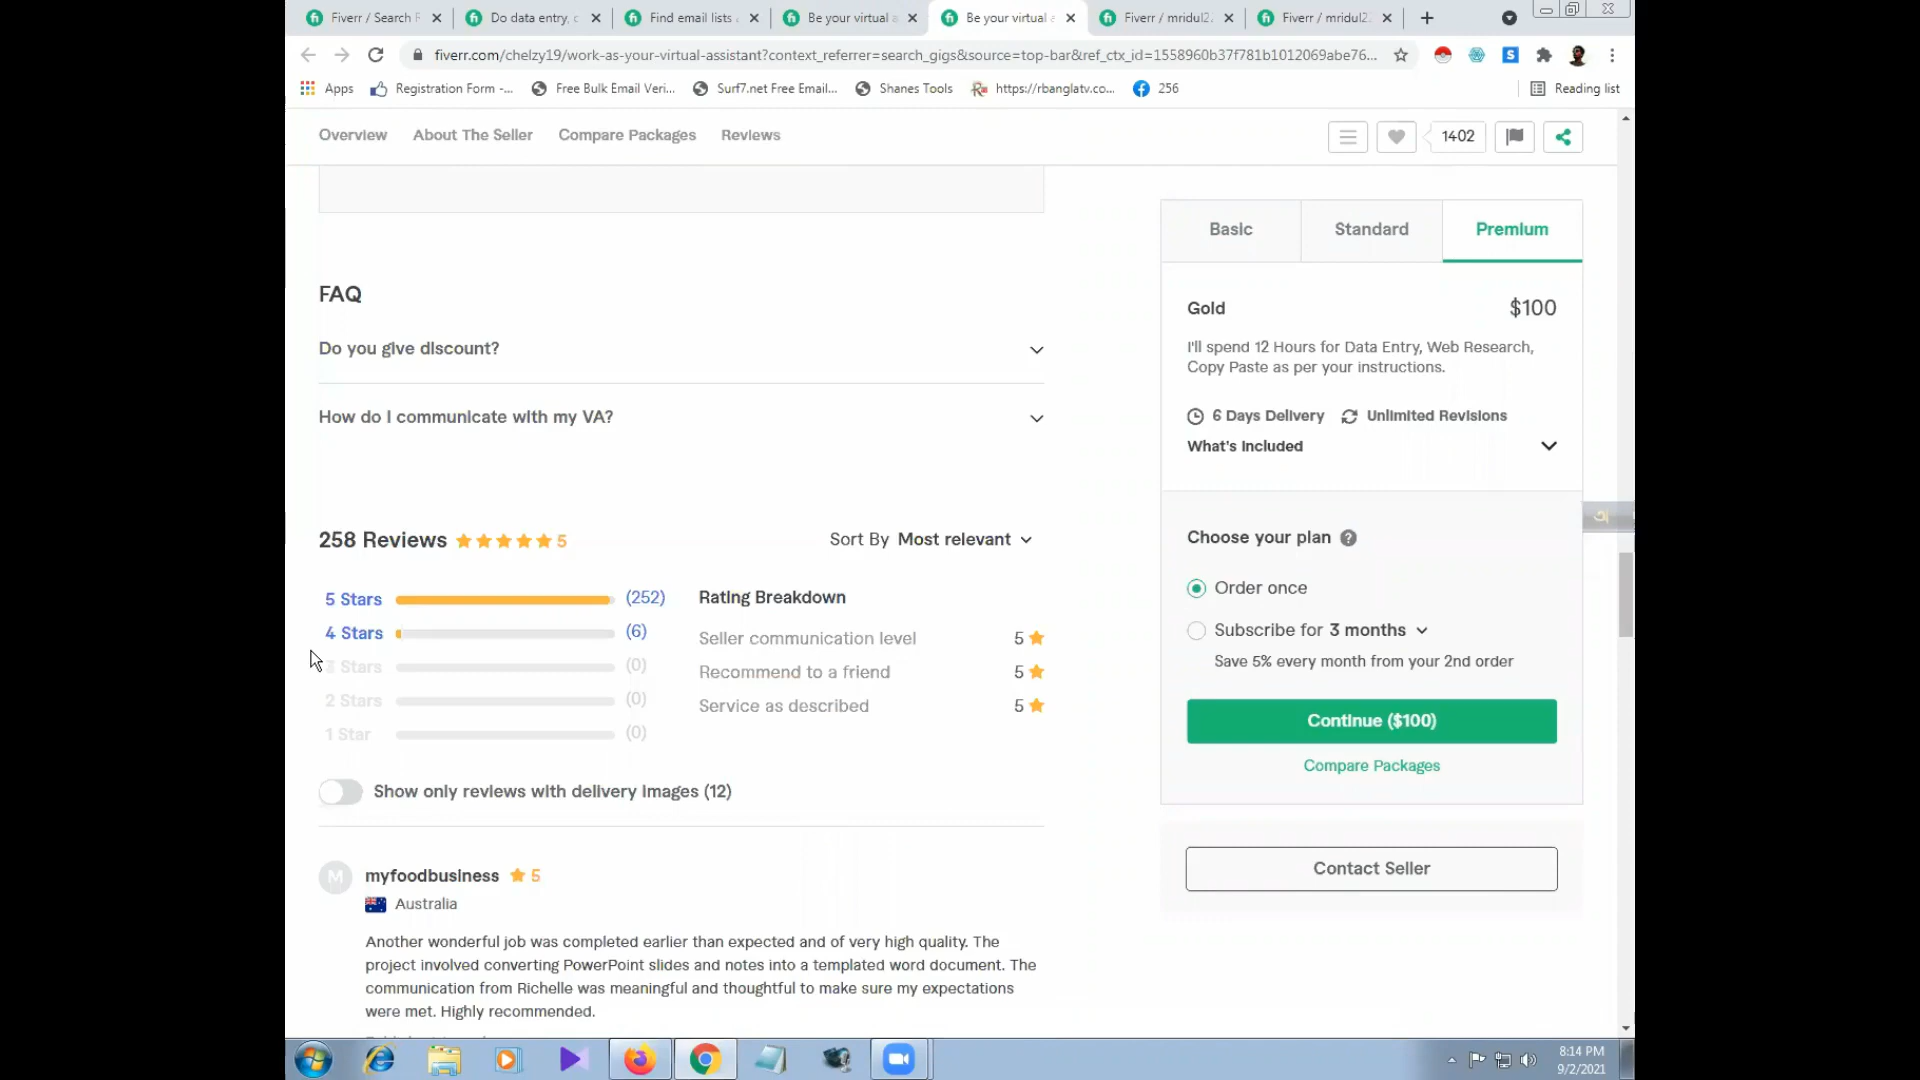 Fiverr / Search F
Do data entry, c
Find email lists a
Be your virtual a
Be your virtual a
Fiverr / mridul2
Fiverr / mridul2
fiverr.com/chelzy19/work-as-your-virtual-assistant?context_referrer=search_gigs&source=top-bar&ref_ctx_id=1558960b37f781b1012069abe76...
Apps
Registration Form -...
Free Bulk Email Veri...
Surf7.net Free Email...
Shanes Tools
https://rbanglatv.co...
256
Reading list
Overview
About The Seller
Compare Packages
Reviews
1402
FAQ
Do you give discount?
How do I communicate with my VA?
258 Reviews 5
Sort By Most relevant
5 Stars (252)
4 Stars (6)
3 Stars (0)
2 Stars (0)
1 Star (0)
Rating Breakdown
Seller communication level 5
Recommend to a friend 5
Service as described 5
Show only reviews with delivery images (12)
M
myfoodbusiness 5
Australia
Another wonderful job was completed earlier than expected and of very high quality. The
project involved converting PowerPoint slides and notes into a templated word document. The
communication from Richelle was meaningful and thoughtful to make sure my expectations
were met. Highly recommended.
Basic
Standard
Premium
Gold $100
I'll spend 12 Hours for Data Entry, Web Research,
Copy Paste as per your instructions.
6 Days Delivery Unlimited Revisions
What's Included
Choose your plan ?
Order once
Subscribe for 3 months
Save 5% every month from your 2nd order
Continue ($100)
Compare Packages
Contact Seller
8:14 PM
9/2/2021